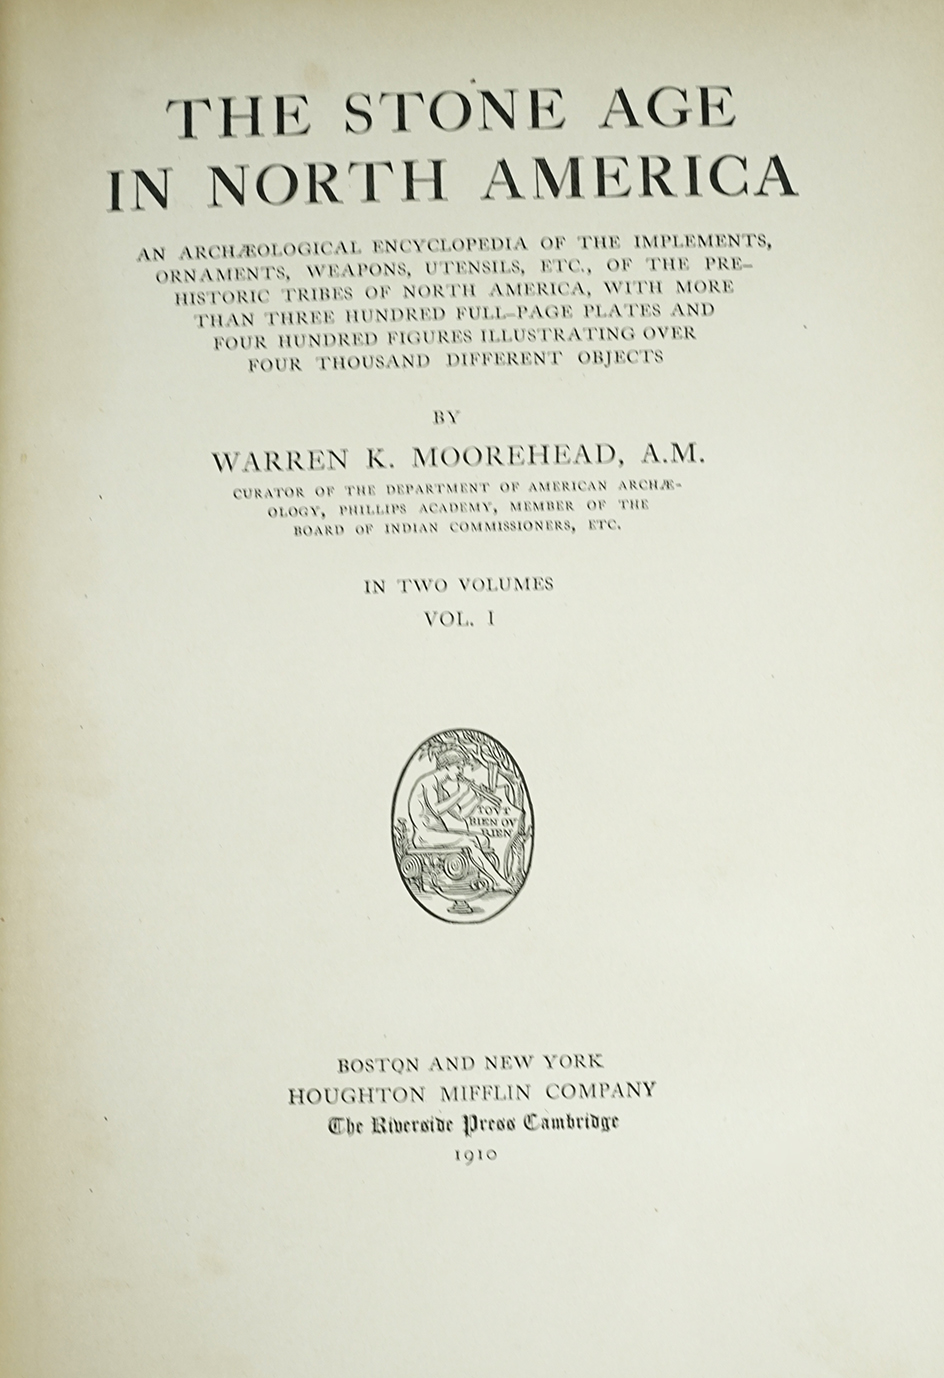 THE STONE AGE
IN NORTH AMERICA
AN ARCHÆOLOGICAL ENCYCLOPEDIA OF THE IMPLEMENTS,
ORNAMENTS, WEAPONS, UTENSILS, ETC., OF THE PRE-
HISTORIC TRIBES OF NORTH AMERICA, WITH MORE
THAN THREE HUNDRED FULL-PAGE PLATES AND
FOUR HUNDRED FIGURES ILLUSTRATING OVER
FOUR THOUSAND DIFFERENT OBJECTS
BY
WARREN K. MOOREHEAD, A.M.
CURATOR OF THE DEPARTMENT OF AMERICAN ARCHÆ-
OLOGY, PHILLIPS ACADEMY, MEMBER OF THE
BOARD OF INDIAN COMMISSIONERS, ETC.
IN TWO VOLUMES
VOL. I
TOVT
BIEN OV
RIEN
BOSTON AND NEW YORK
HOUGHTON MIFFLIN COMPANY
The Riverside Press Cambridge
1910